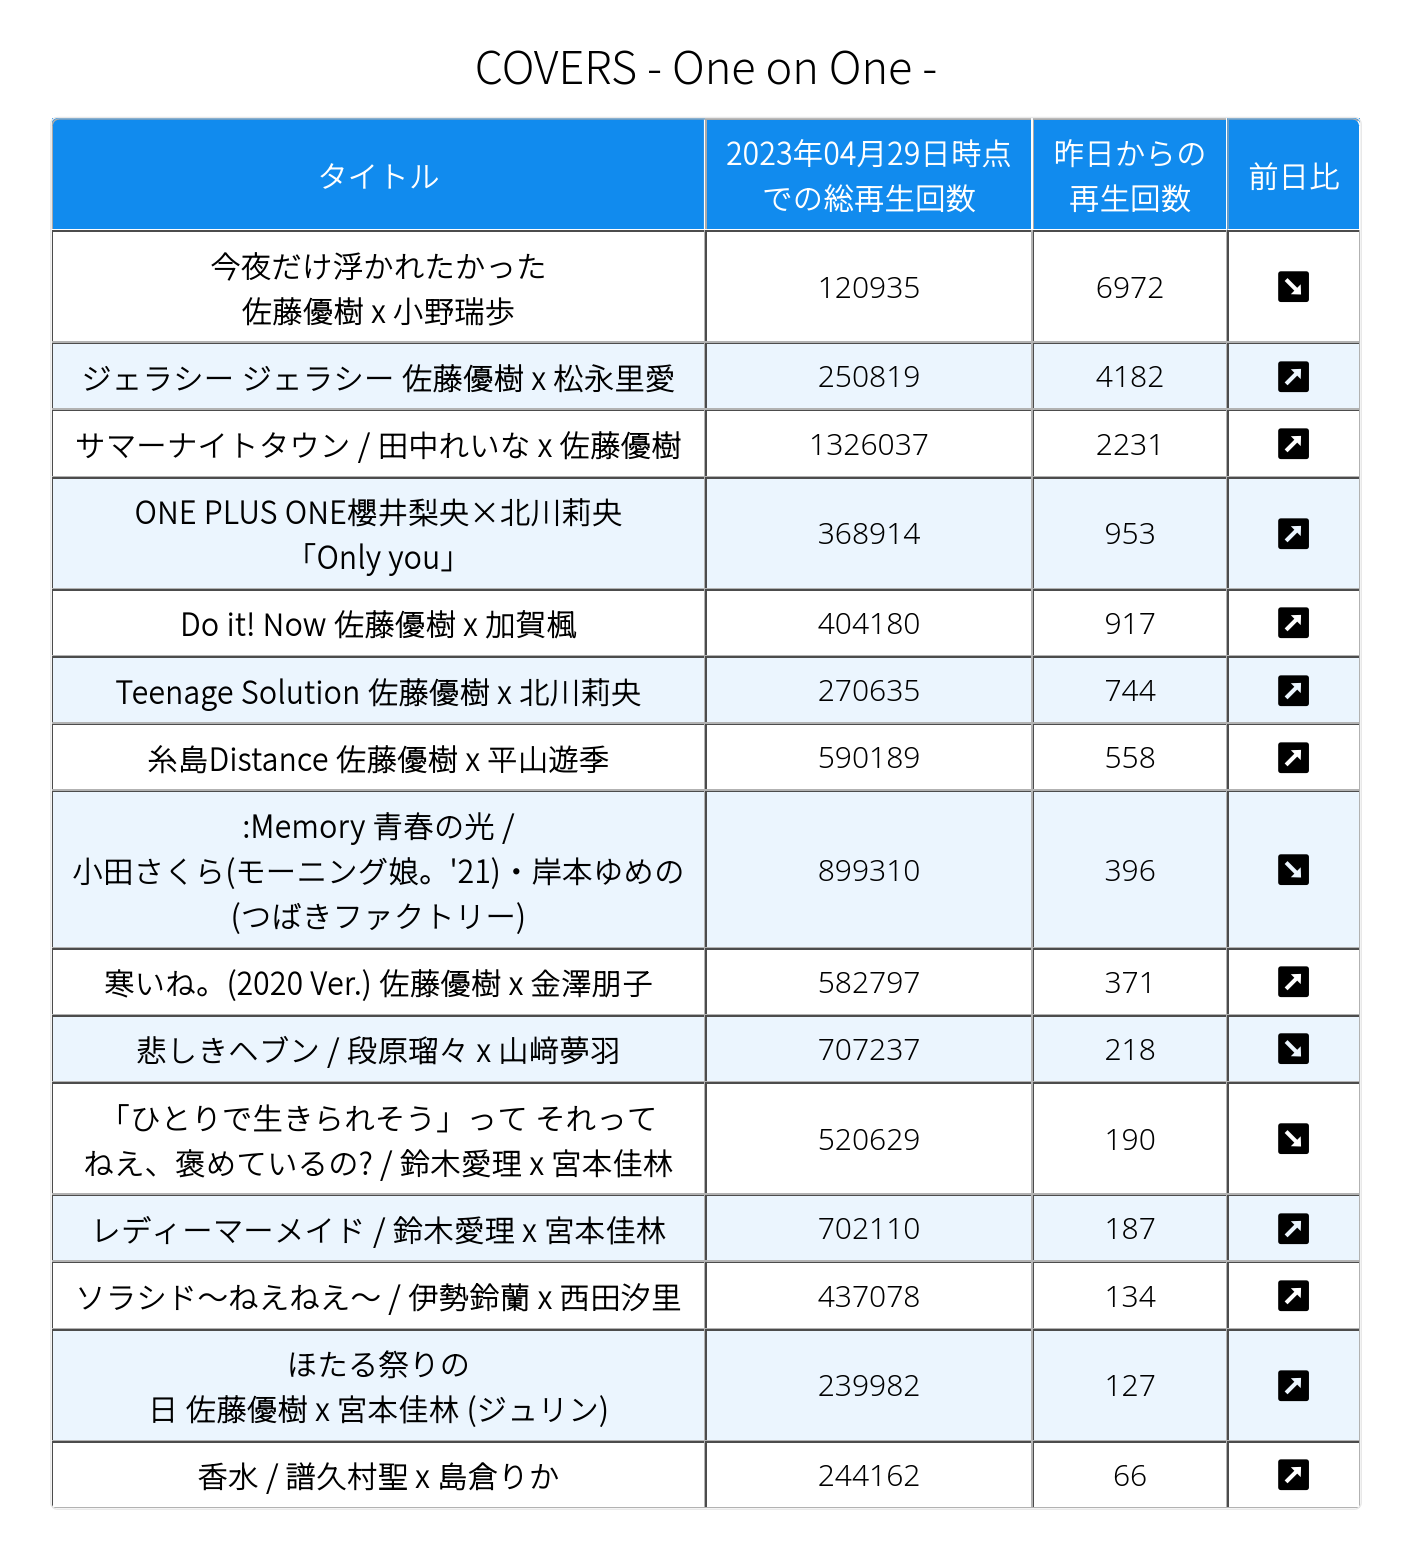 COVERS - One on One -
タイトル
2023年04月29日時点
での総再生回数
昨日からの
再生回数
前日比
今夜だけ浮かれたかった
佐藤優樹 x 小野瑞歩
120935
6972
ジェラシー ジェラシー 佐藤優樹 x 松永里愛
250819
4182
サマーナイトタウン / 田中れいな x 佐藤優樹
1326037
2231
ONE PLUS ONE櫻井梨央×北川莉央
「Only you」
368914
953
Do it! Now 佐藤優樹 x 加賀楓
404180
917
Teenage Solution 佐藤優樹 x 北川莉央
270635
744
糸島Distance 佐藤優樹 x 平山遊季
590189
558
:Memory 青春の光 /
小田さくら(モーニング娘。'21)・岸本ゆめの
(つばきファクトリー)
899310
396
寒いね。(2020 Ver.) 佐藤優樹 x 金澤朋子
582797
371
悲しきヘブン / 段原瑠々 x 山﨑夢羽
707237
218
「ひとりで生きられそう」って それって
ねえ、褒めているの? / 鈴木愛理 x 宮本佳林
520629
190
レディーマーメイド / 鈴木愛理 x 宮本佳林
702110
187
ソラシド〜ねえねえ〜 / 伊勢鈴蘭 x 西田汐里
437078
134
ほたる祭りの
日 佐藤優樹 x 宮本佳林 (ジュリン)
239982
127
香水 / 譜久村聖 x 島倉りか
244162
66